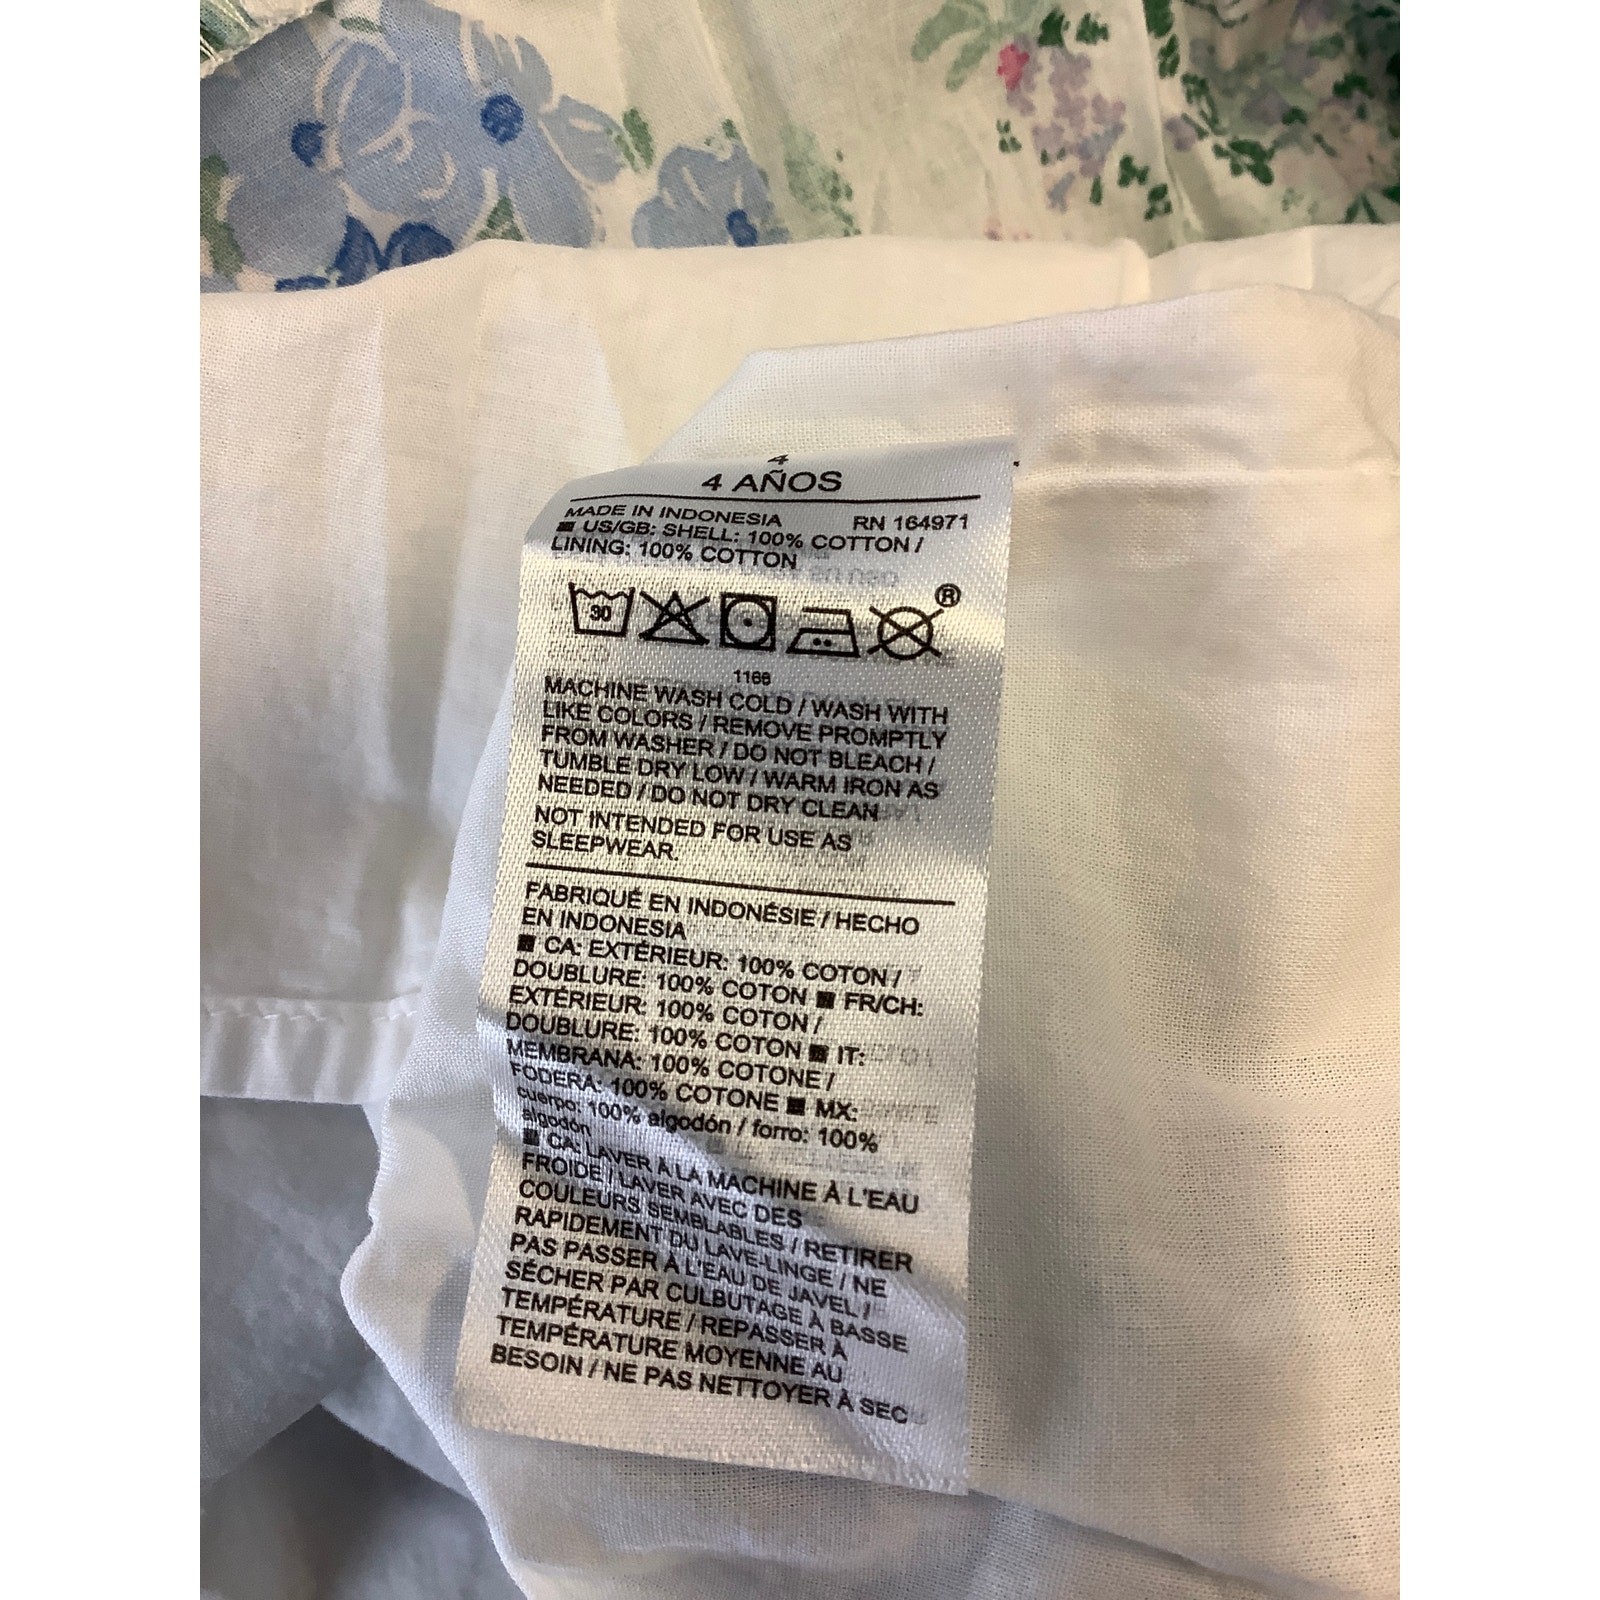 4
4 AÑOS
MADE IN INDONESIA RN 164971
US/GB: SHELL: 100% COTTON /
LINING: 100% COTTON
30
®
1168
MACHINE WASH COLD / WASH WITH
LIKE COLORS / REMOVE PROMPTLY
FROM WASHER / DO NOT BLEACH /
TUMBLE DRY LOW / WARM IRON AS
NEEDED / DO NOT DRY CLEAN
NOT INTENDED FOR USE AS
SLEEPWEAR.
FABRIQUÉ EN INDONÉSIE / HECHO
EN INDONESIA
■ CA: EXTÉRIEUR: 100% COTON /
DOUBLURE: 100% COTON ■ FR/CH:
EXTÉRIEUR: 100% COTON /
DOUBLURE: 100% COTON ■ IT:
MEMBRANA: 100% COTONE /
FODERA: 100% COTONE ■ MX:
cuerpo: 100% algodón / forro: 100%
algodón
■ CA: LAVER À LA MACHINE À L'EAU
FROIDE / LAVER AVEC DES
COULEURS SEMBLABLES / RETIRER
RAPIDEMENT DU LAVE-LINGE / NE
PAS PASSER À L'EAU DE JAVEL /
SÉCHER PAR CULBUTAGE À BASSE
TEMPÉRATURE / REPASSER À
TEMPÉRATURE MOYENNE AU
BESOIN / NE PAS NETTOYER À SEC